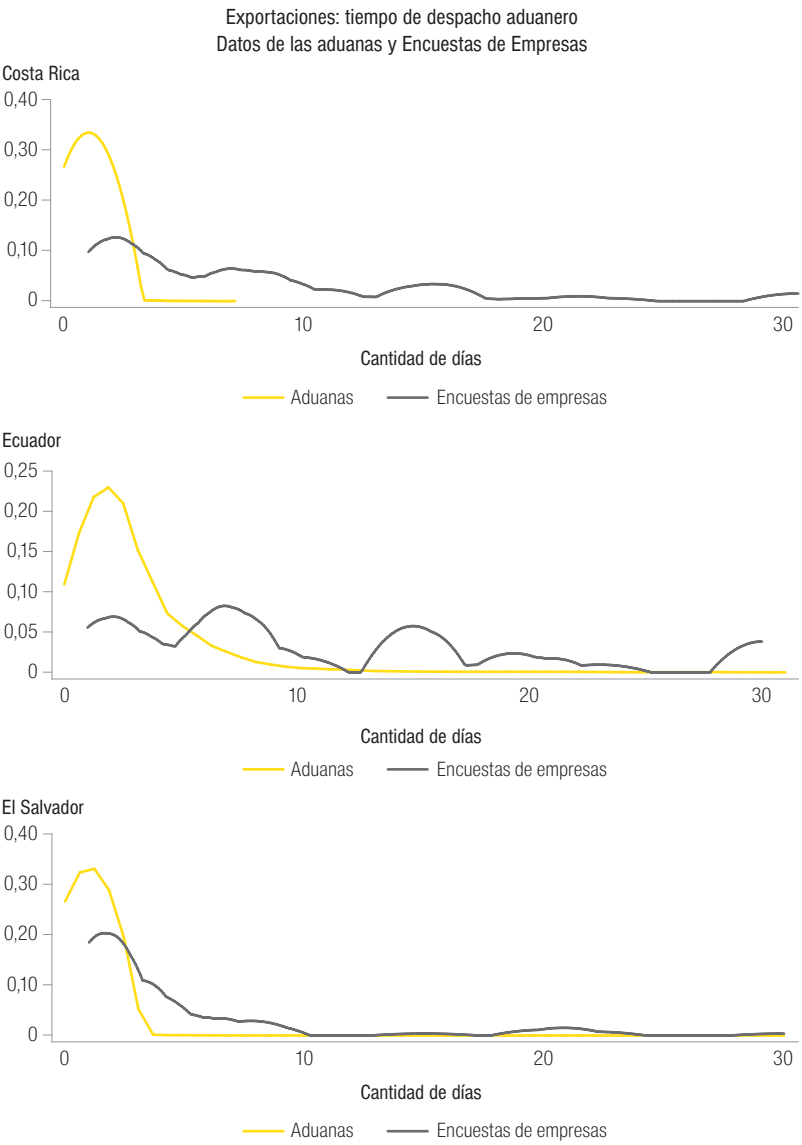 Exportaciones: tiempo de despacho aduanero
Datos de las aduanas y Encuestas de Empresas
Costa Rica
0,40
0,30
0,20
0,10
0
0 10 20 30
Cantidad de días
Aduanas Encuestas de empresas
Ecuador
0,25
0,20
0,15
0,10
0,05
0
0 10 20 30
Cantidad de días
Aduanas Encuestas de empresas
El Salvador
0,40
0,30
0,20
0,10
0
0 10 20 30
Cantidad de días
Aduanas Encuestas de empresas